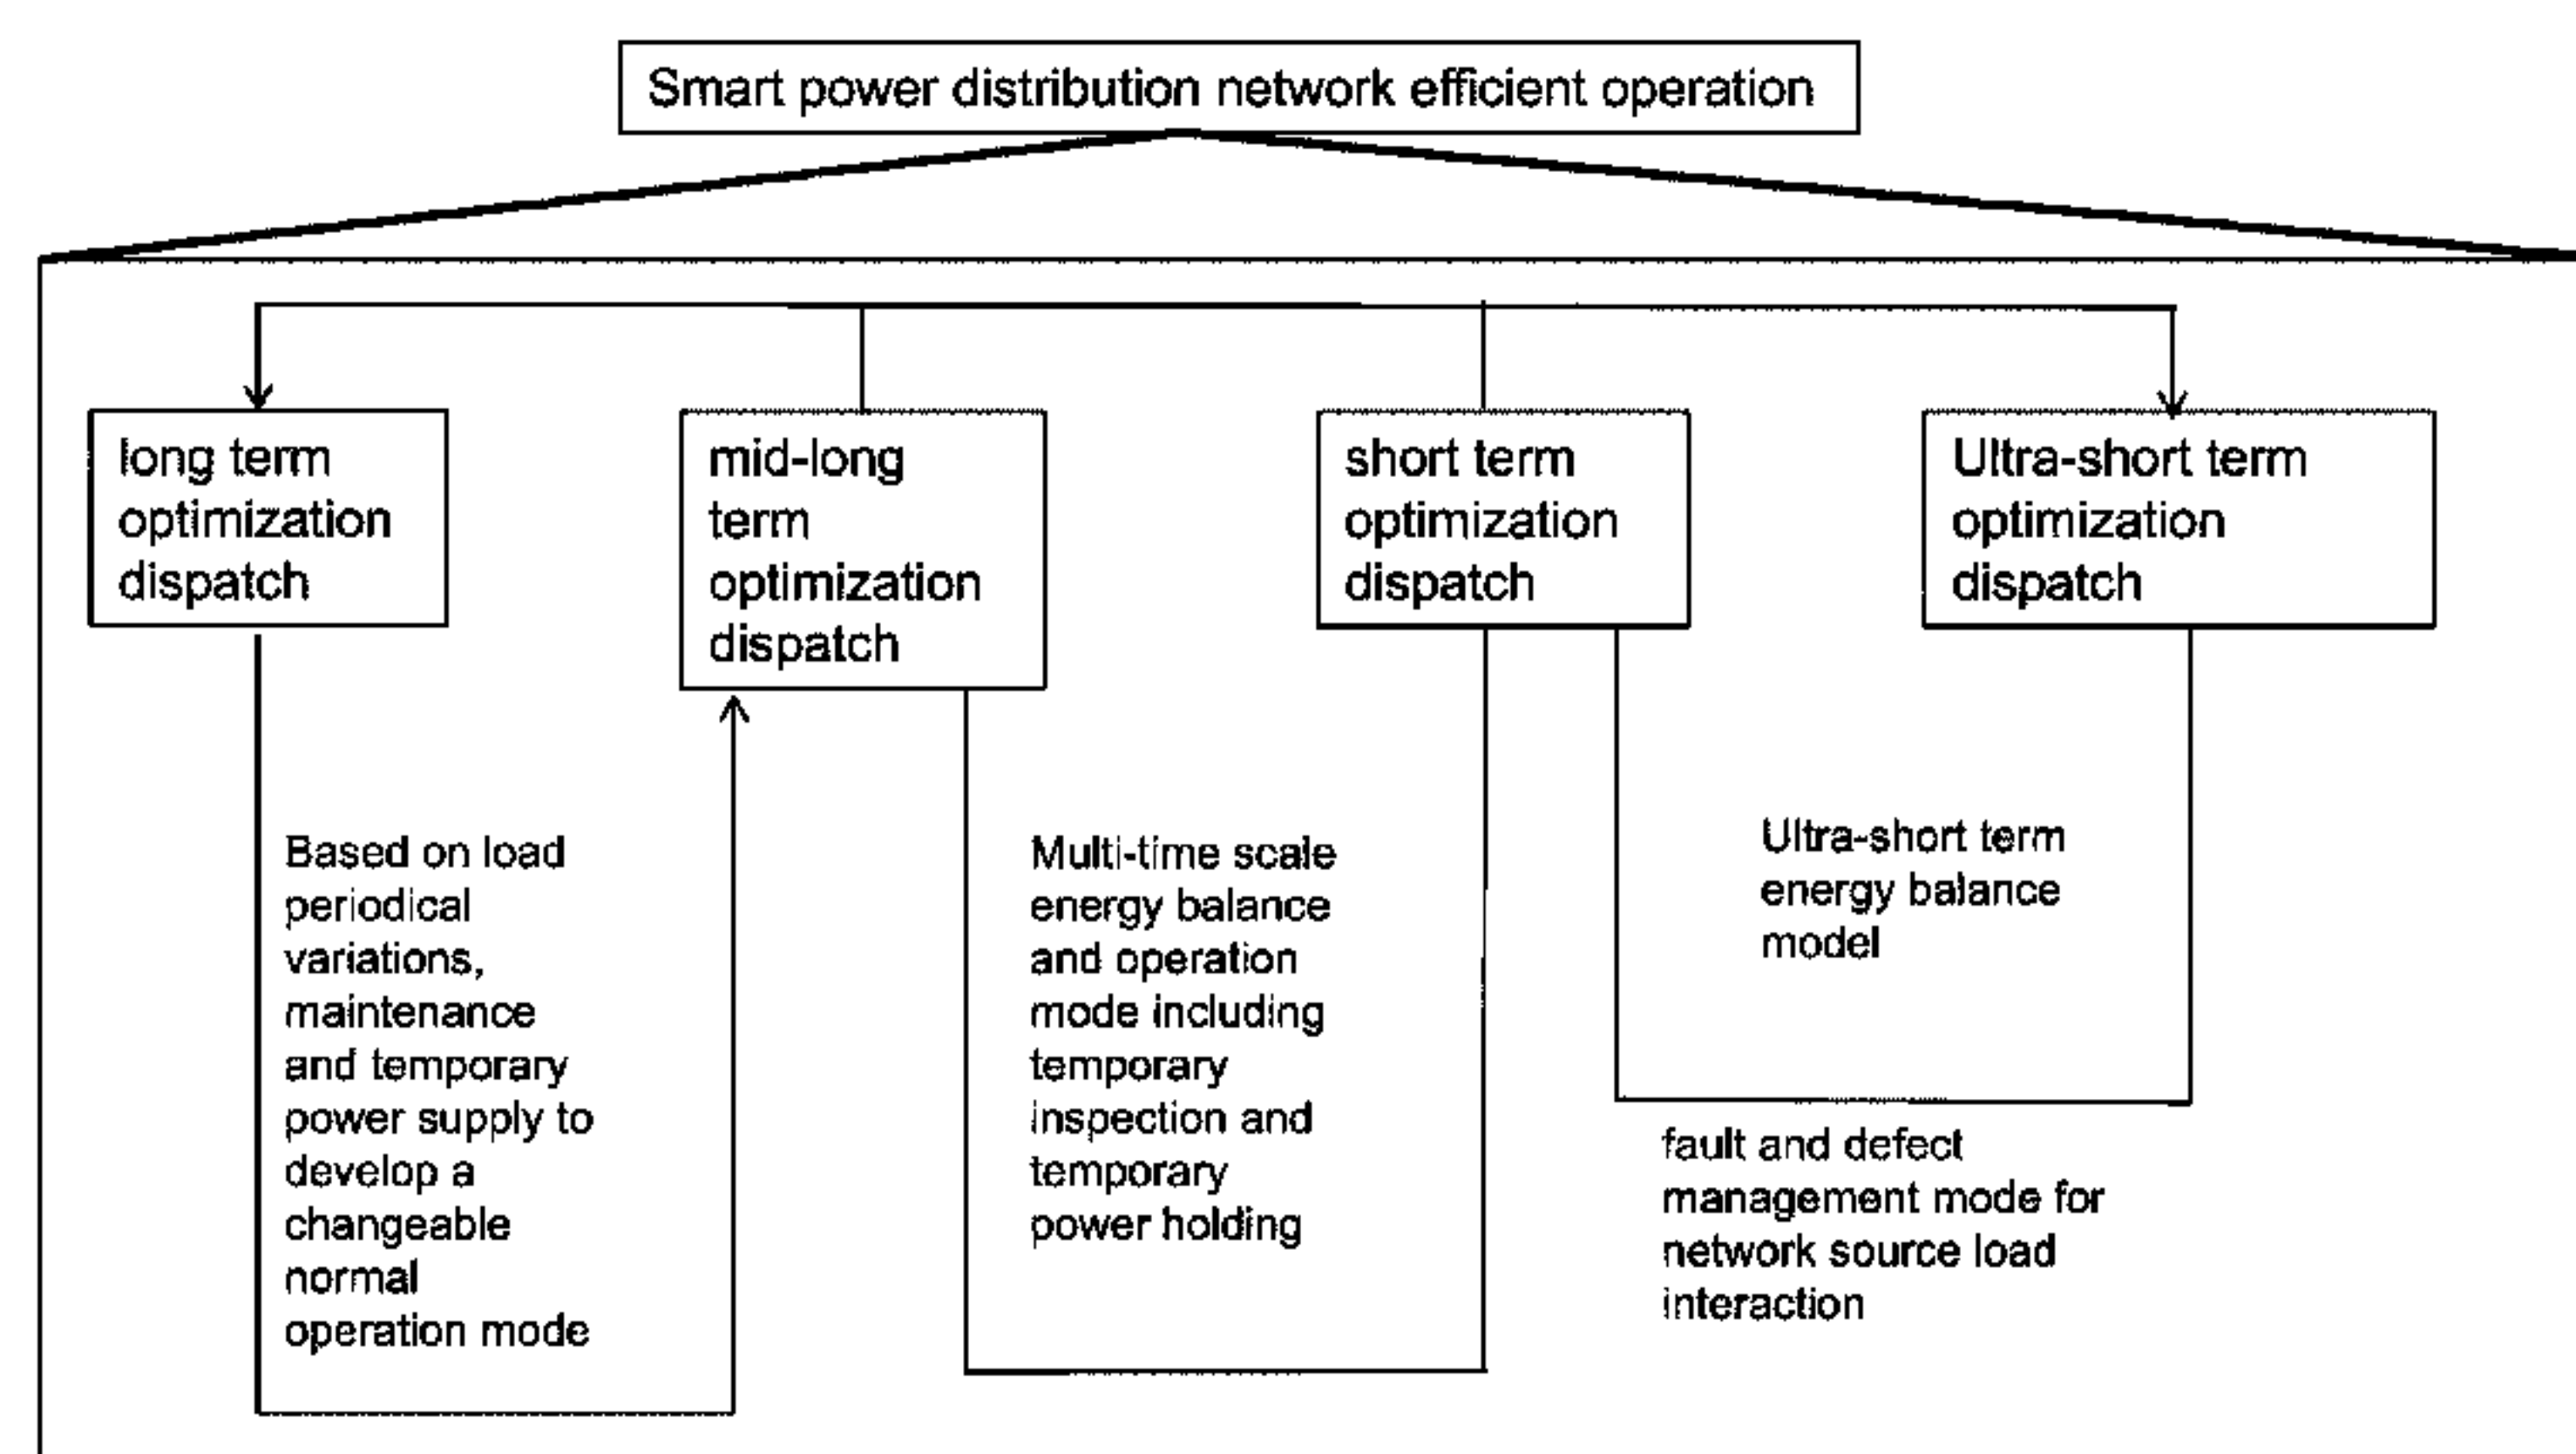 Smart power distribution network efficient operation
long term
optimization
dispatch
mid-long
term
optimization
dispatch
short term
optimization
dispatch
Ultra-short term
optimization
dispatch
Based on load
periodical
variations,
maintenance
and temporary
power supply to
develop a
changeable
normal
operation mode
Multi-time scale
energy balance
and operation
mode including
temporary
inspection and
temporary
power holding
Ultra-short term
energy balance
model
fault and defect
management mode for
network source load
interaction